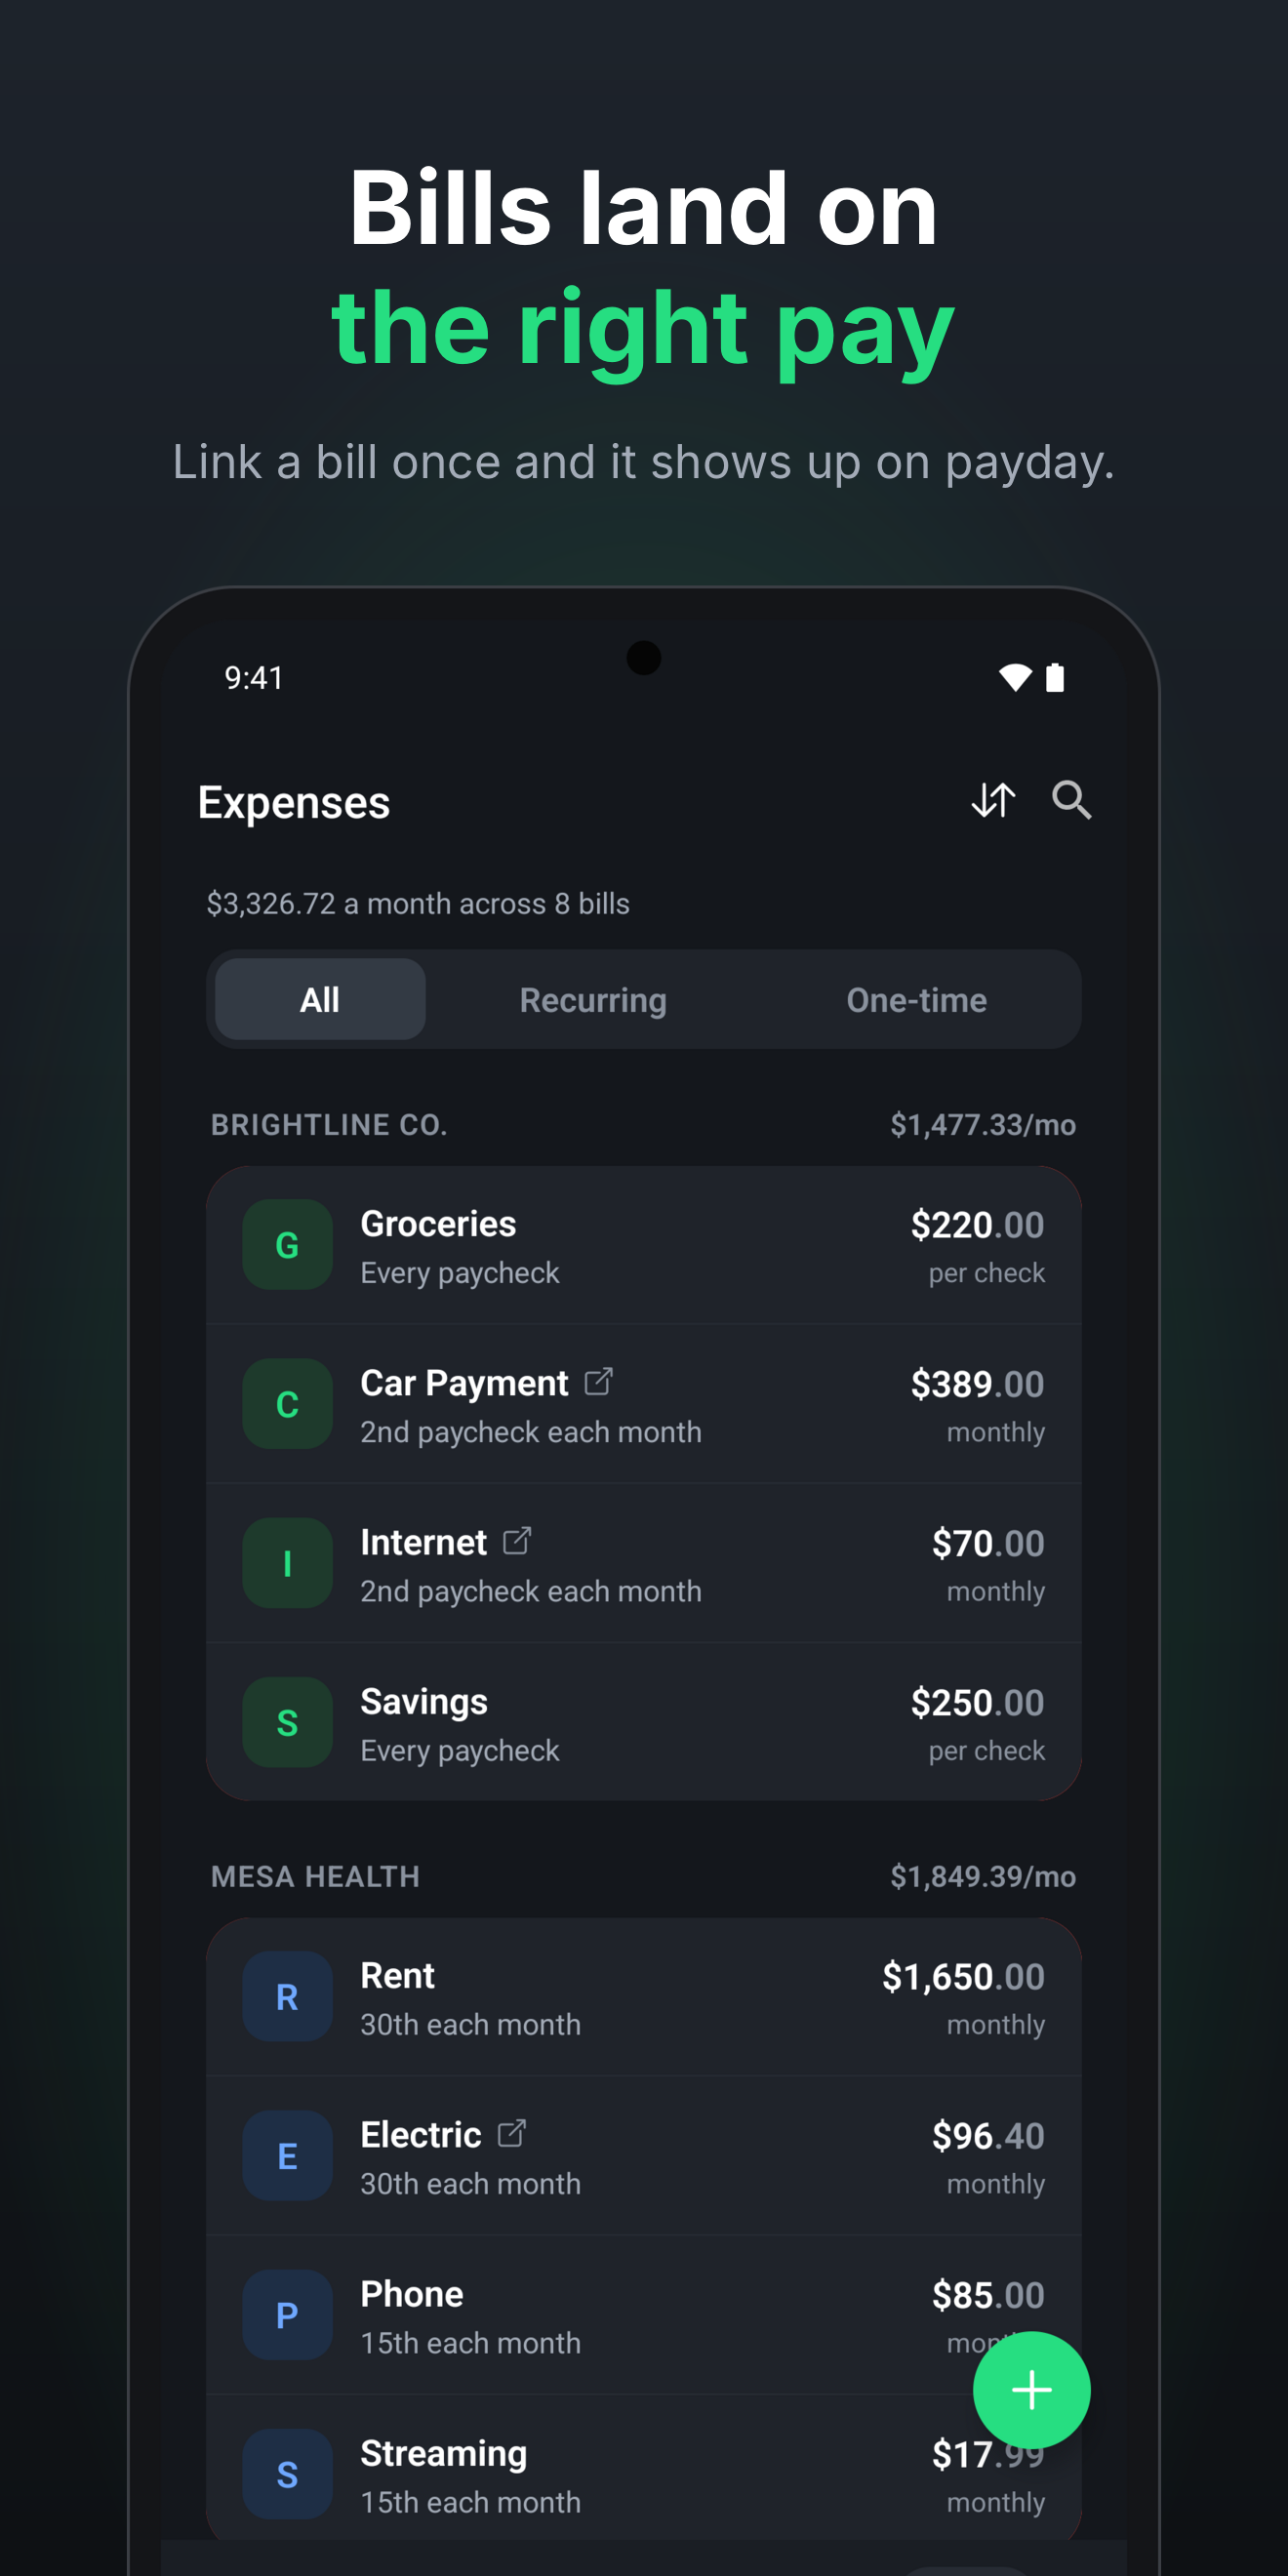 Bills land on
the right pay
Link a bill once and it shows up on payday.
9:41
Expenses
$3,326.72 a month across 8 bills
All Recurring One-time
BRIGHTLINE CO. $1,477.33/mo
G Groceries $220.00
Every paycheck per check
C Car Payment $389.00
2nd paycheck each month monthly
I Internet $70.00
2nd paycheck each month monthly
S Savings $250.00
Every paycheck per check
MESA HEALTH $1,849.39/mo
R Rent $1,650.00
30th each month monthly
E Electric $96.40
30th each month monthly
P Phone $85.00
15th each month
S Streaming $17.99
15th each month monthly